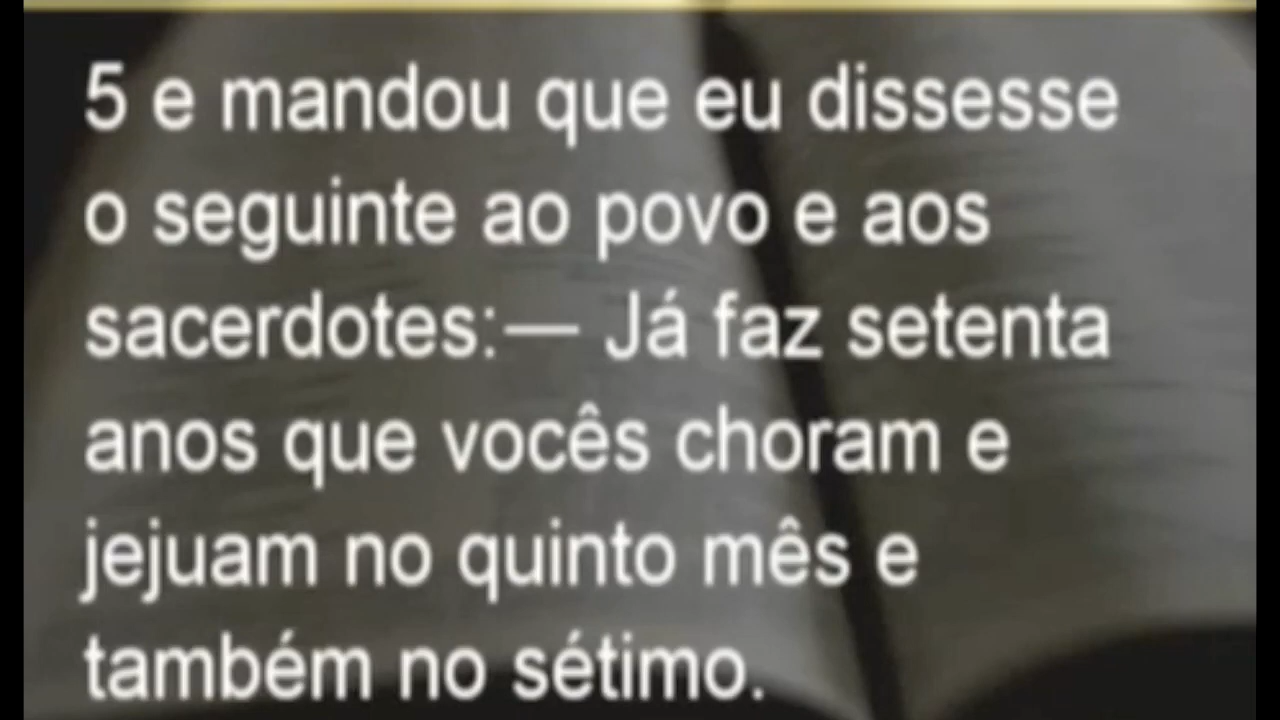 5 e mandou que eu dissesse
o seguinte ao povo e aos
sacerdotes:— Já faz setenta
anos que vocês choram e
jejuam no quinto mês e
também no sétimo.